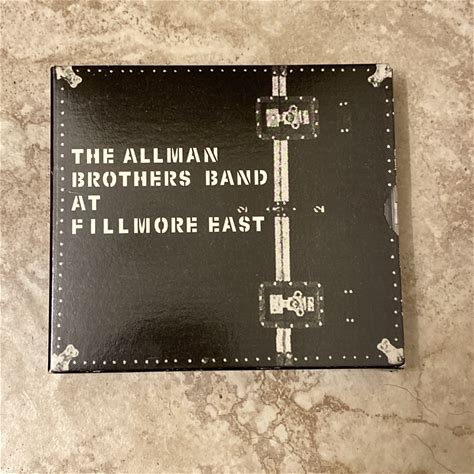 THE ALLMAN
BROTHERS BAND
AT
FILLMORE EAST